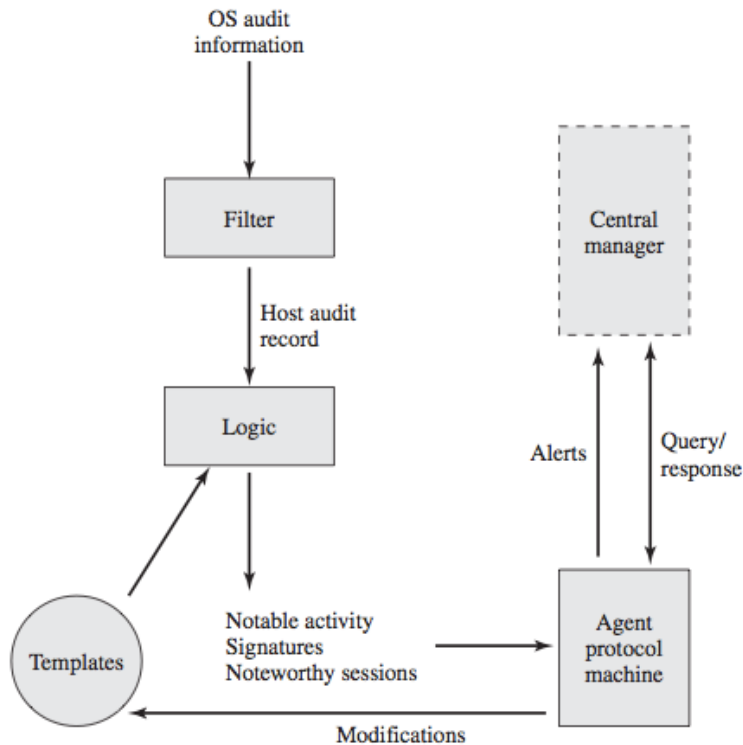 OS audit
information
Filter
Host audit
record
Logic
Central
manager
Alerts
Query/
response
Templates
Notable activity
Signatures
Noteworthy sessions
Agent
protocol
machine
Modifications